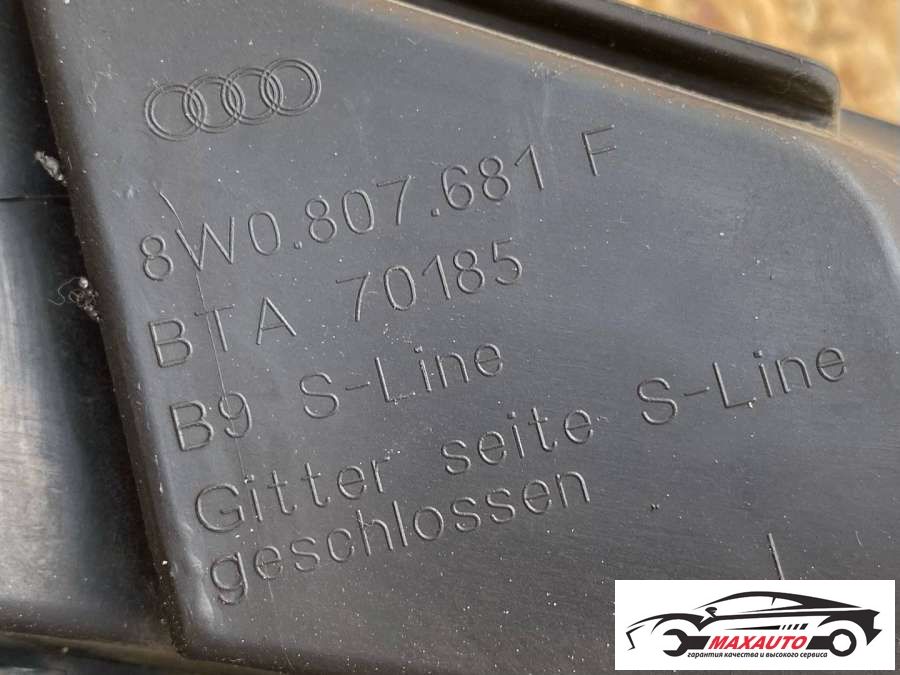 8W0.807.681 F
BTA 70185
B9 S-Line
Gitter seite S-Line
geschlossen
MAXAUTO
гарантия качества и высокого сервиса